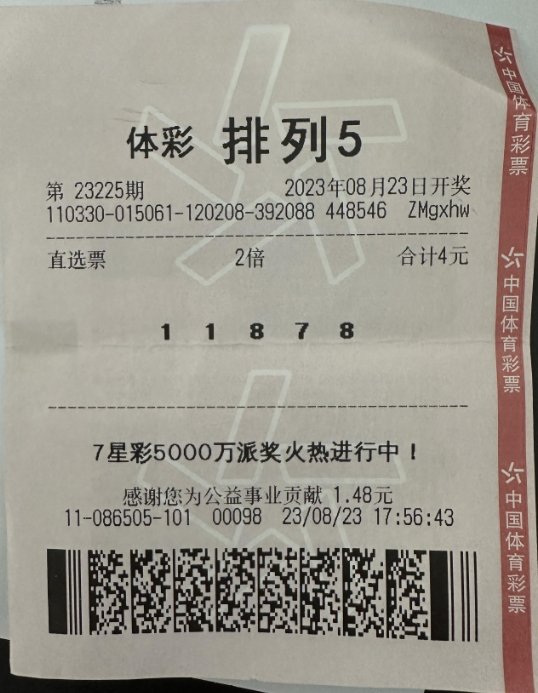 体彩 排列5
第 23225期 2023年08月23日开奖
110330-015061-120208-392088 448546 ZMgxhw
直选票 2倍 合计4元
1 1 8 7 8
7星彩5000万派奖火热进行中！
感谢您为公益事业贡献 1.48元
11-086505-101 00098 23/08/23 17:56:43
中国体育彩票
中国体育彩票
中国体育彩票